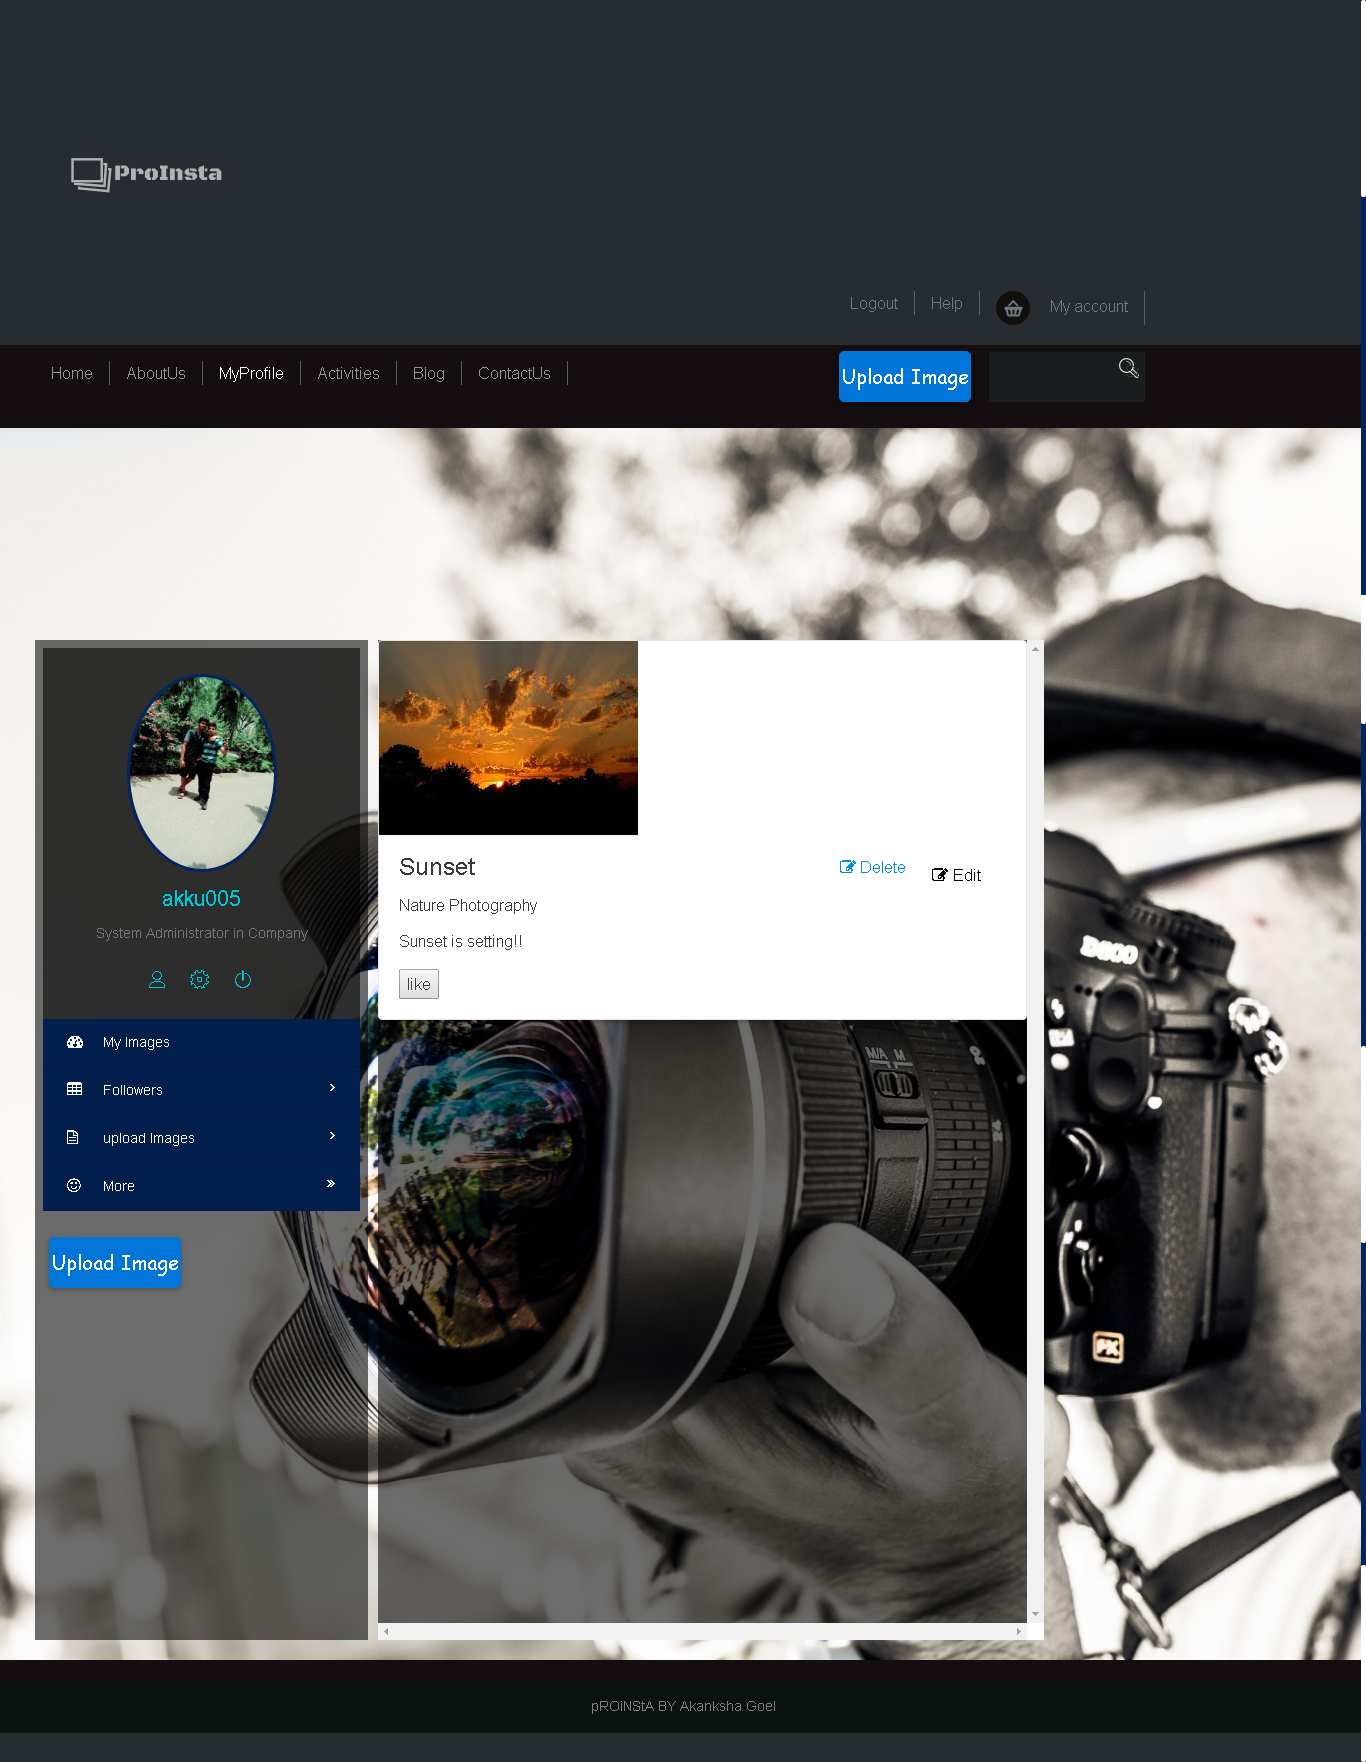 ProInsta
Logout
Help
My account
Home
AboutUs
MyProfile
Activities
Blog
ContactUs
Upload Image
akku005
System Administrator in Company
My Images
Followers
upload Images
More
Upload Image
Sunset
Delete
Edit
Nature Photography
Sunset is setting!!
like
M/A M
D800
FX
pROiNStA BY Akanksha Goel